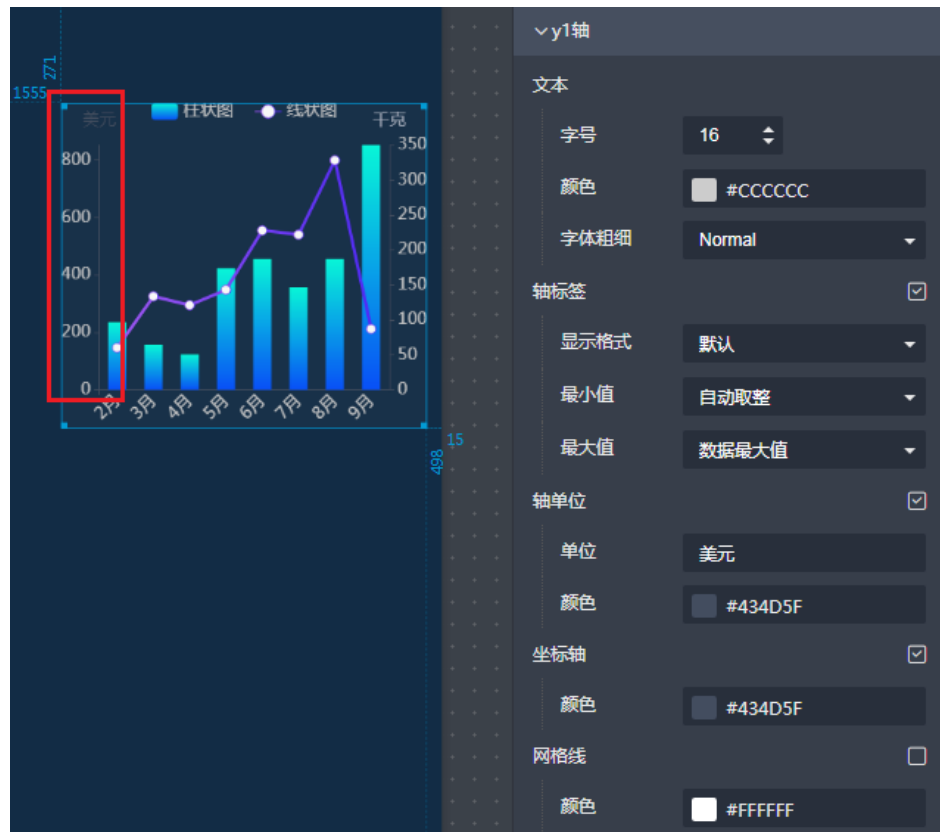 271
1555
美元
柱状图
线状图
千克
800
600
400
200
0
350
300
250
200
150
100
50
0
2月
3月
4月
5月
6月
7月
8月
9月
15
498
y1轴
文本
字号
16
颜色
#CCCCCC
字体粗细
Normal
轴标签
显示格式
默认
最小值
自动取整
最大值
数据最大值
轴单位
单位
美元
颜色
#434D5F
坐标轴
颜色
#434D5F
网格线
颜色
#FFFFFF